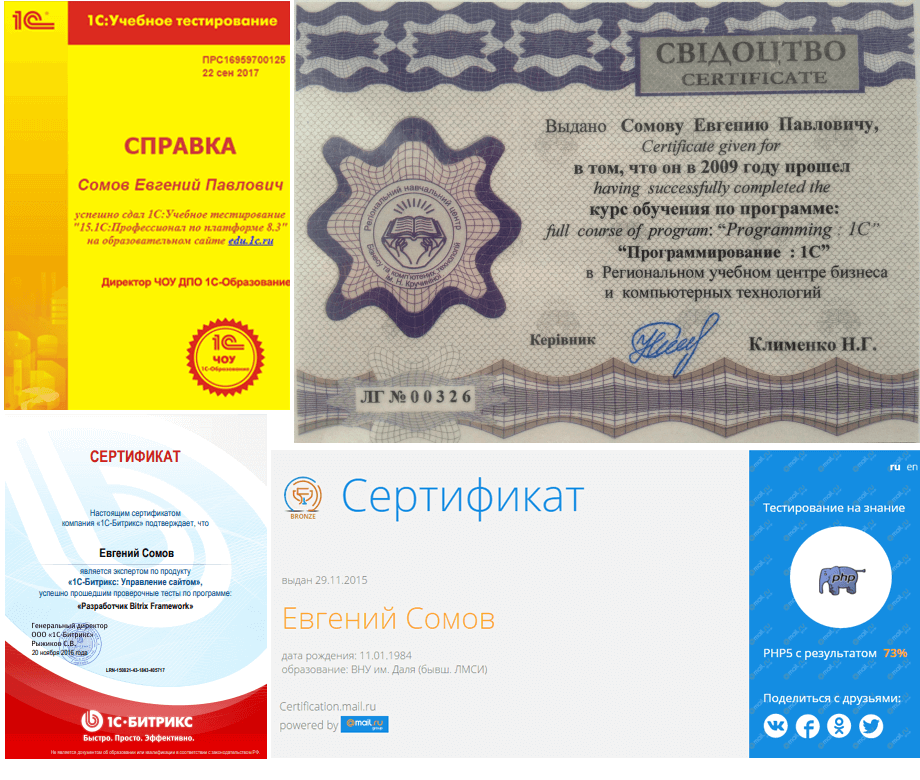 1С
1С:Учебное тестирование
ПРС16959700125
22 сен 2017
СПРАВКА
Сомов Евгений Павлович
успешно сдал 1С:Учебное тестирование
"15.1С:Профессионал по платформе 8.3"
на образовательном сайте edu.1c.ru
Директор ЧОУ ДПО 1С-Образование
1С
ЧОУ
1С-Образование
СВІДОЦТВО
CERTIFICATE
Выдано Сомову Евгению Павловичу,
Certificate given for
в том, что он в 2009 году прошел
having successfully completed the
курс обучения по программе:
full course of program: “Programming : 1C”
“Программирование : 1С”
в Региональном учебном центре бизнеса
и компьютерных технологий
Регіональний навчальний центр
бізнесу та комп'ютерних технологій
ім. Н. Кручиніної
Керівник
Клименко Н.Г.
ЛГ № 00326
СЕРТИФИКАТ
Настоящим сертификатом
компания «1С-Битрикс» подтверждает, что
Евгений Сомов
является экспертом по продукту
«1С-Битрикс: Управление сайтом»,
успешно прошедшим проверочные тесты по программе:
«Разработчик Bitrix Framework»
Генеральный директор
ООО «1С-Битрикс»
Рыжиков С.В.
20 ноября 2016 года
1С-БИТРИКС
Быстро. Просто. Эффективно.
Не является документом об образовании или квалификации в соответствии с законодательством РФ.
BRONZE
Сертификат
выдан 29.11.2015
Евгений Сомов
дата рождения: 11.01.1984
образование: ВНУ им. Даля (бывш. ЛМСИ)
Certification.mail.ru
powered by @mail.ru group
ru en
Тестирование на знание
php
PHP5 с результатом 73%
Поделиться с друзьями: